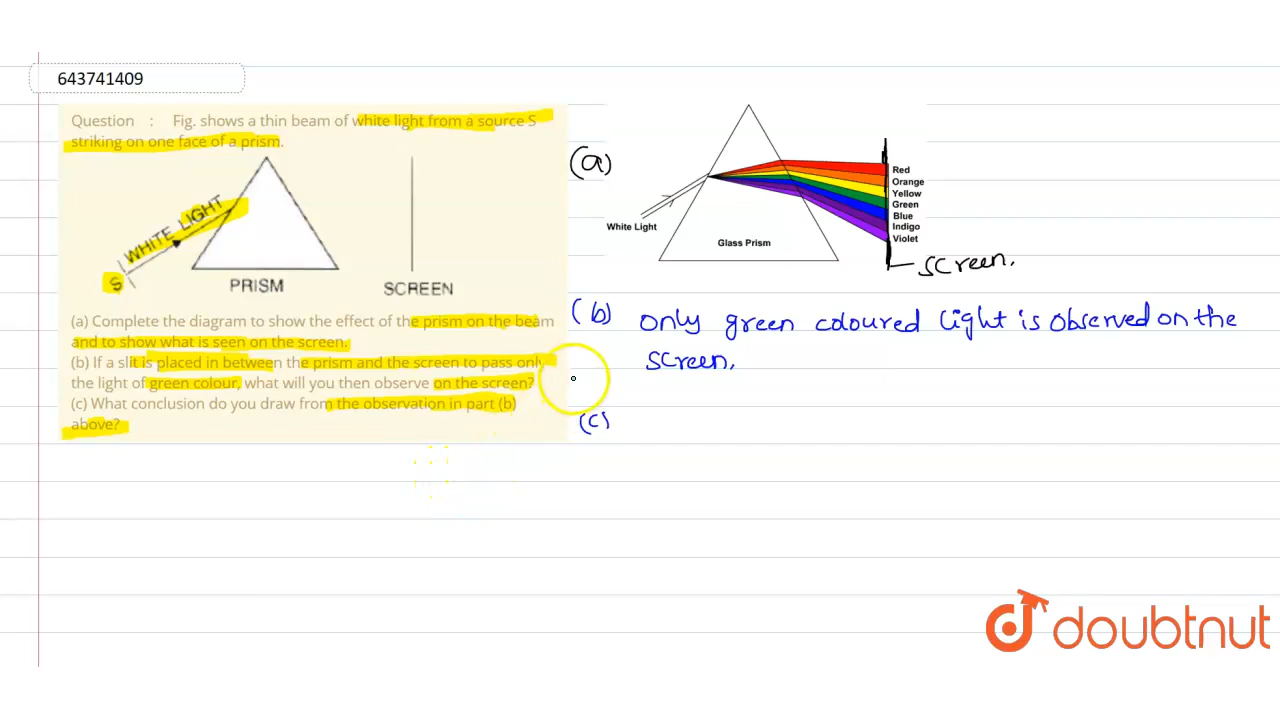 643741409
Question : Fig. shows a thin beam of white light from a source S
striking on one face of a prism.
WHITE LIGHT
S
PRISM
SCREEN
(a) Complete the diagram to show the effect of the prism on the beam
and to show what is seen on the screen.
(b) If a slit is placed in between the prism and the screen to pass only
the light of green colour, what will you then observe on the screen?
(c) What conclusion do you draw from the observation in part (b)
above?
(a)
White Light
Glass Prism
Red
Orange
Yellow
Green
Blue
Indigo
Violet
screen.
(b) Only green coloured light is observed on the
screen.
(c)
doubtnut